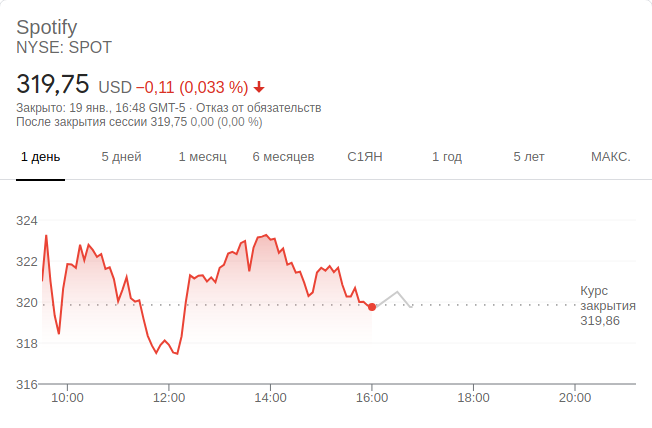 Spotify
NYSE: SPOT
319,75 USD −0,11 (0,033 %)
Закрыто: 19 янв., 16:48 GMT-5 · Отказ от обязательств
После закрытия сессии 319,75 0,00 (0,00 %)
1 день 5 дней 1 месяц 6 месяцев С1ЯН 1 год 5 лет МАКС.
324
322
320
318
316
Курс
закрытия
319,86
10:00 12:00 14:00 16:00 18:00 20:00